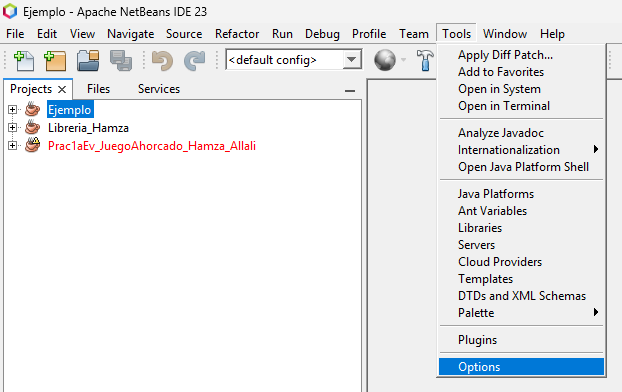 Ejemplo - Apache NetBeans IDE 23
File Edit View Navigate Source Refactor Run Debug Profile Team Tools Window Help
<default config>
Projects Files Services
Ejemplo
Libreria_Hamza
Prac1aEv_JuegoAhorcado_Hamza_Allali
Apply Diff Patch...
Add to Favorites
Open in System
Open in Terminal
Analyze Javadoc
Internationalization
Open Java Platform Shell
Java Platforms
Ant Variables
Libraries
Servers
Cloud Providers
Templates
DTDs and XML Schemas
Palette
Plugins
Options